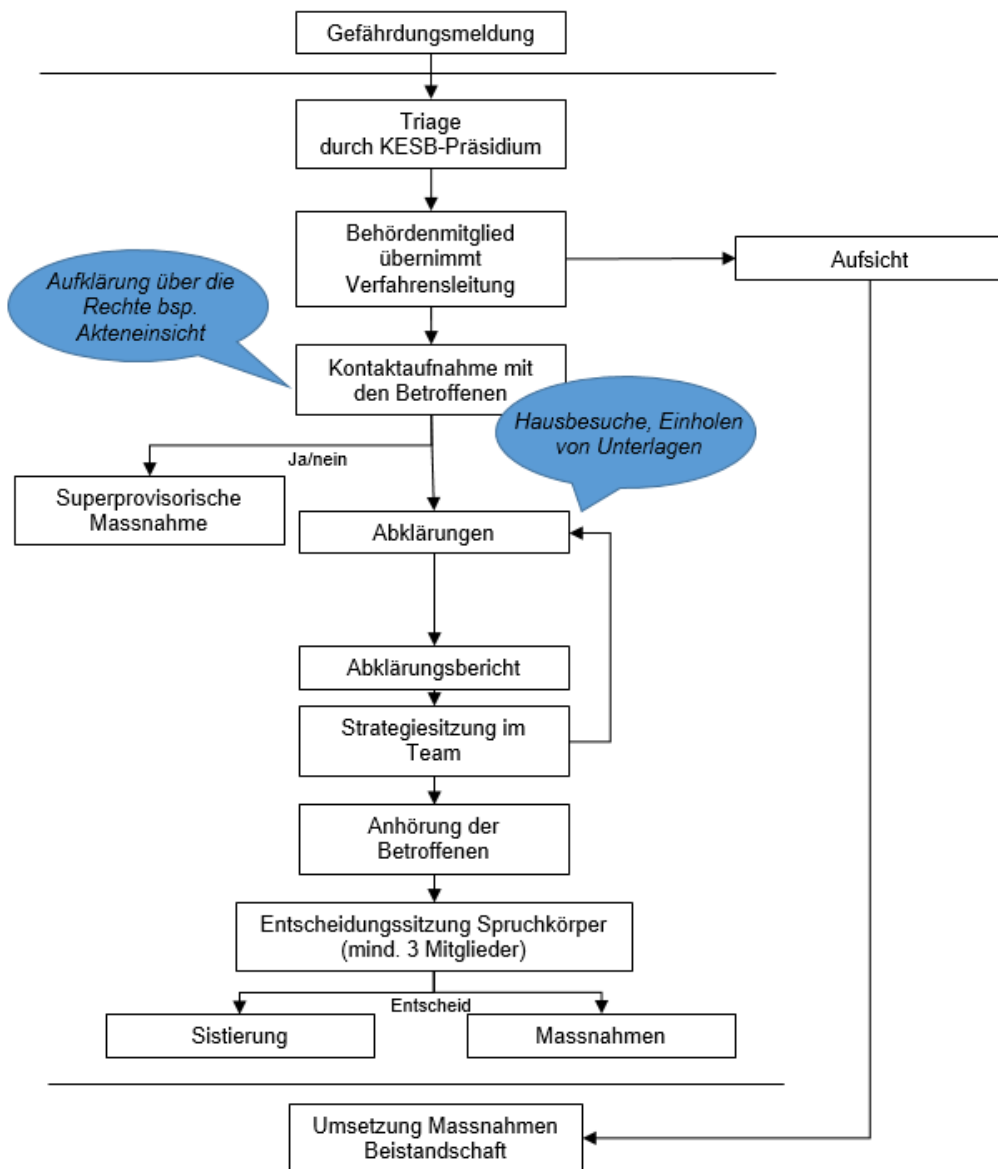 Gefährdungsmeldung
Triage
durch KESB-Präsidium
Behördenmitglied
übernimmt
Verfahrensleitung
Aufsicht
Aufklärung über die
Rechte bsp.
Akteneinsicht
Kontaktaufnahme mit
den Betroffenen
Hausbesuche, Einholen
von Unterlagen
Ja/nein
Superprovisorische
Massnahme
Abklärungen
Abklärungsbericht
Strategiesitzung im
Team
Anhörung der
Betroffenen
Entscheidungssitzung Spruchkörper
(mind. 3 Mitglieder)
Entscheid
Sistierung
Massnahmen
Umsetzung Massnahmen
Beistandschaft